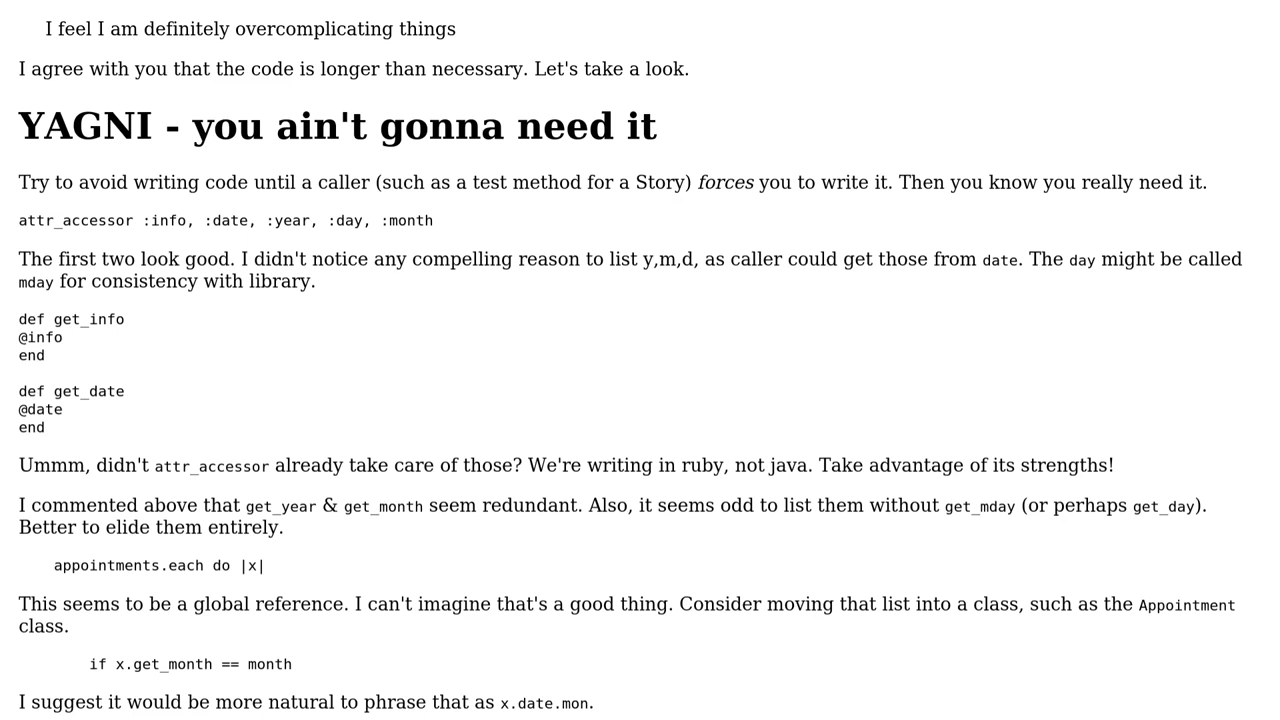 I feel I am definitely overcomplicating things
I agree with you that the code is longer than necessary. Let's take a look.
YAGNI - you ain't gonna need it
Try to avoid writing code until a caller (such as a test method for a Story) forces you to write it. Then you know you really need it.
attr_accessor :info, :date, :year, :day, :month
The first two look good. I didn't notice any compelling reason to list y,m,d, as caller could get those from date. The day might be called
mday for consistency with library.
def get_info
@info
end
def get_date
@date
end
Ummm, didn't attr_accessor already take care of those? We're writing in ruby, not java. Take advantage of its strengths!
I commented above that get_year & get_month seem redundant. Also, it seems odd to list them without get_mday (or perhaps get_day).
Better to elide them entirely.
appointments.each do |x|
This seems to be a global reference. I can't imagine that's a good thing. Consider moving that list into a class, such as the Appointment
class.
if x.get_month == month
I suggest it would be more natural to phrase that as x.date.mon.